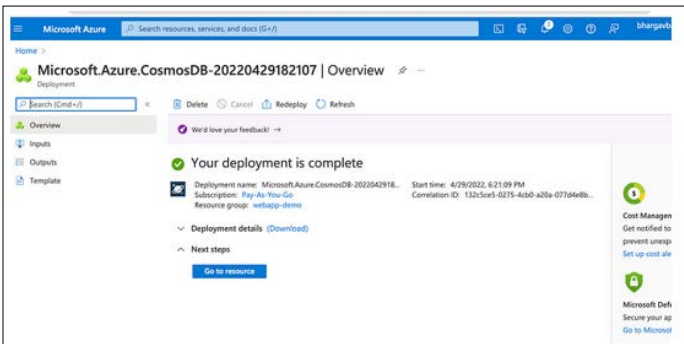 Microsoft Azure
Search resources, services, and docs (G+/)
bhargavb
Home >
Microsoft.Azure.CosmosDB-20220429182107 | Overview
Deployment
Search (Cmd+/)
Delete
Cancel
Redeploy
Refresh
Overview
Inputs
Outputs
Template
We'd love your feedback! →
Your deployment is complete
Deployment name: Microsoft.Azure.CosmosDB-2022042918...
Subscription: Pay-As-You-Go
Resource group: webapp-demo
Start time: 4/29/2022, 6:21:09 PM
Correlation ID: 132c5ce5-0275-4cb0-a20a-077d4e8b...
Deployment details (Download)
Next steps
Go to resource
Cost Managen
Get notified to
prevent unexp
Set up cost ale
Microsoft Defe
Secure your ap
Go to Microsof